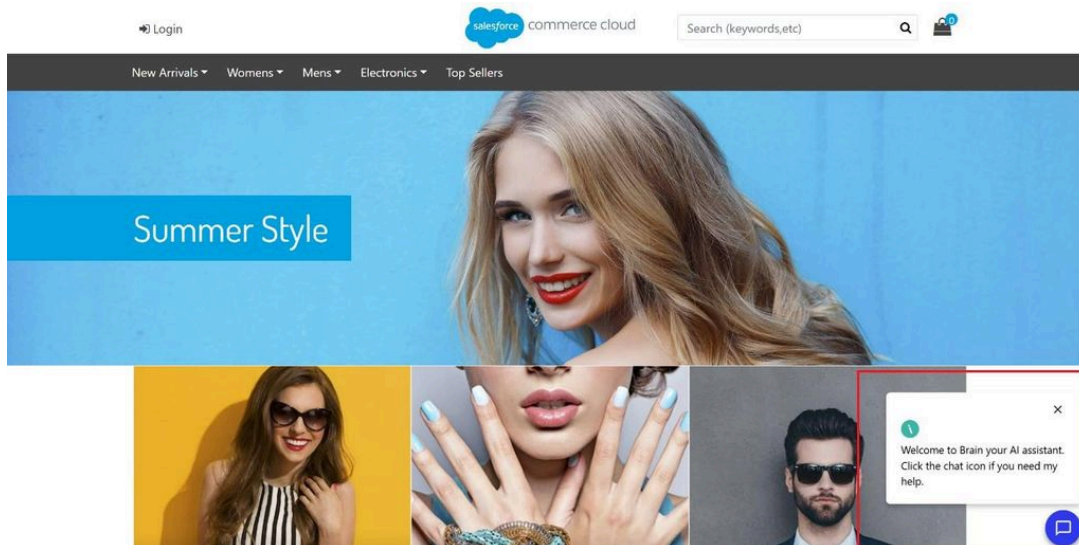 Login
salesforce commerce cloud
Search (keywords,etc)
0
New Arrivals Womens Mens Electronics Top Sellers
Summer Style
Welcome to Brain your AI assistant.
Click the chat icon if you need my
help.